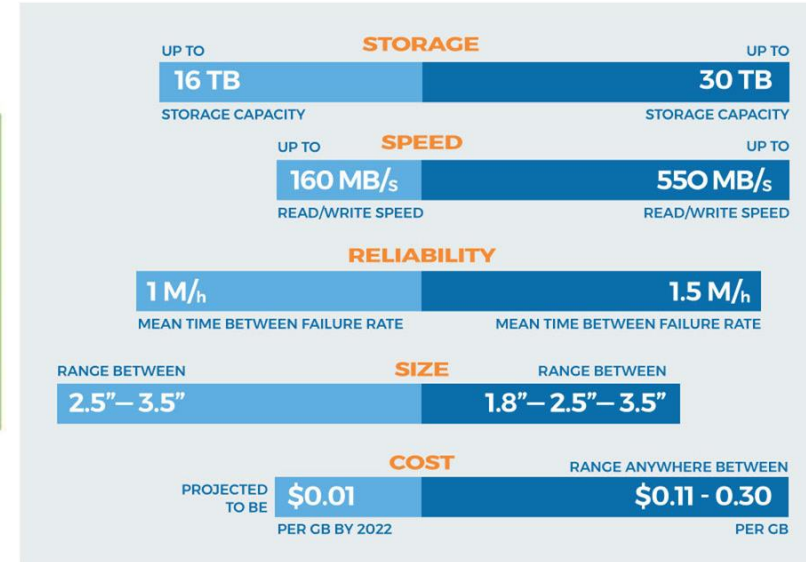 STORAGE
UP TO UP TO
16 TB 30 TB
STORAGE CAPACITY STORAGE CAPACITY
SPEED
UP TO UP TO
160 MB/s 550 MB/s
READ/WRITE SPEED READ/WRITE SPEED
RELIABILITY
1 M/h 1.5 M/h
MEAN TIME BETWEEN FAILURE RATE MEAN TIME BETWEEN FAILURE RATE
SIZE
RANGE BETWEEN RANGE BETWEEN
2.5”— 3.5” 1.8”— 2.5”— 3.5”
COST
RANGE ANYWHERE BETWEEN
PROJECTED
TO BE
$0.01 $0.11 - 0.30
PER GB BY 2022 PER GB